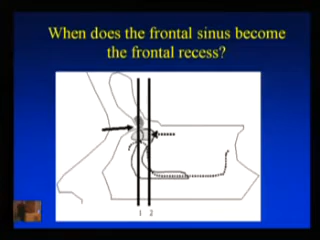 When does the frontal sinus become
the frontal recess?
1 2